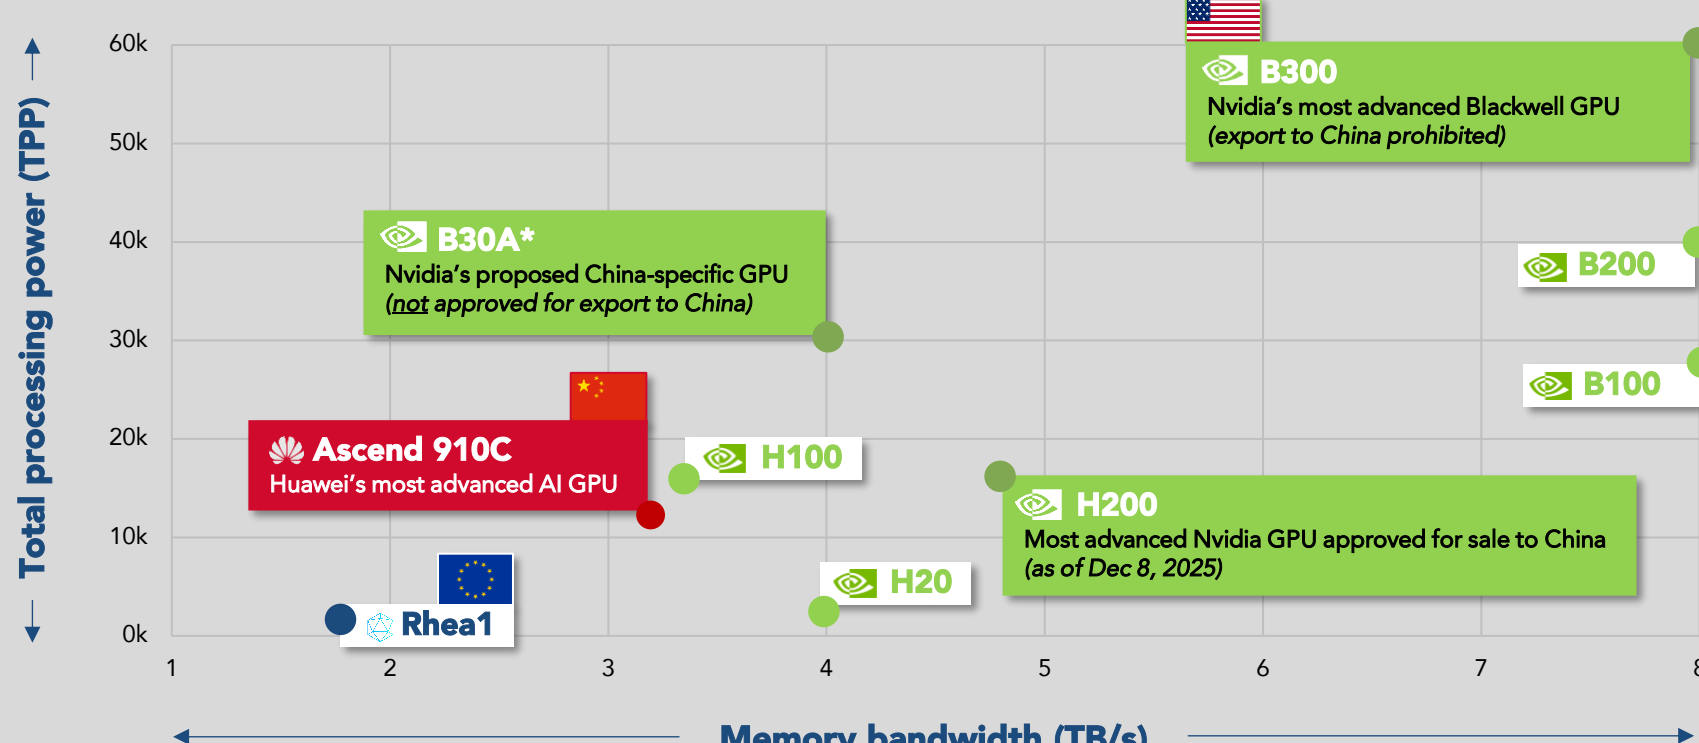 Total processing power (TPP)
60k
50k
40k
30k
20k
10k
0k
B300
Nvidia's most advanced Blackwell GPU
(export to China prohibited)
B30A*
Nvidia's proposed China-specific GPU
(not approved for export to China)
B200
B100
Ascend 910C
Huawei's most advanced AI GPU
H100
H200
Most advanced Nvidia GPU approved for sale to China
(as of Dec 8, 2025)
H20
Rhea1
1 2 3 4 5 6 7 8
Memory bandwidth (TB/s)